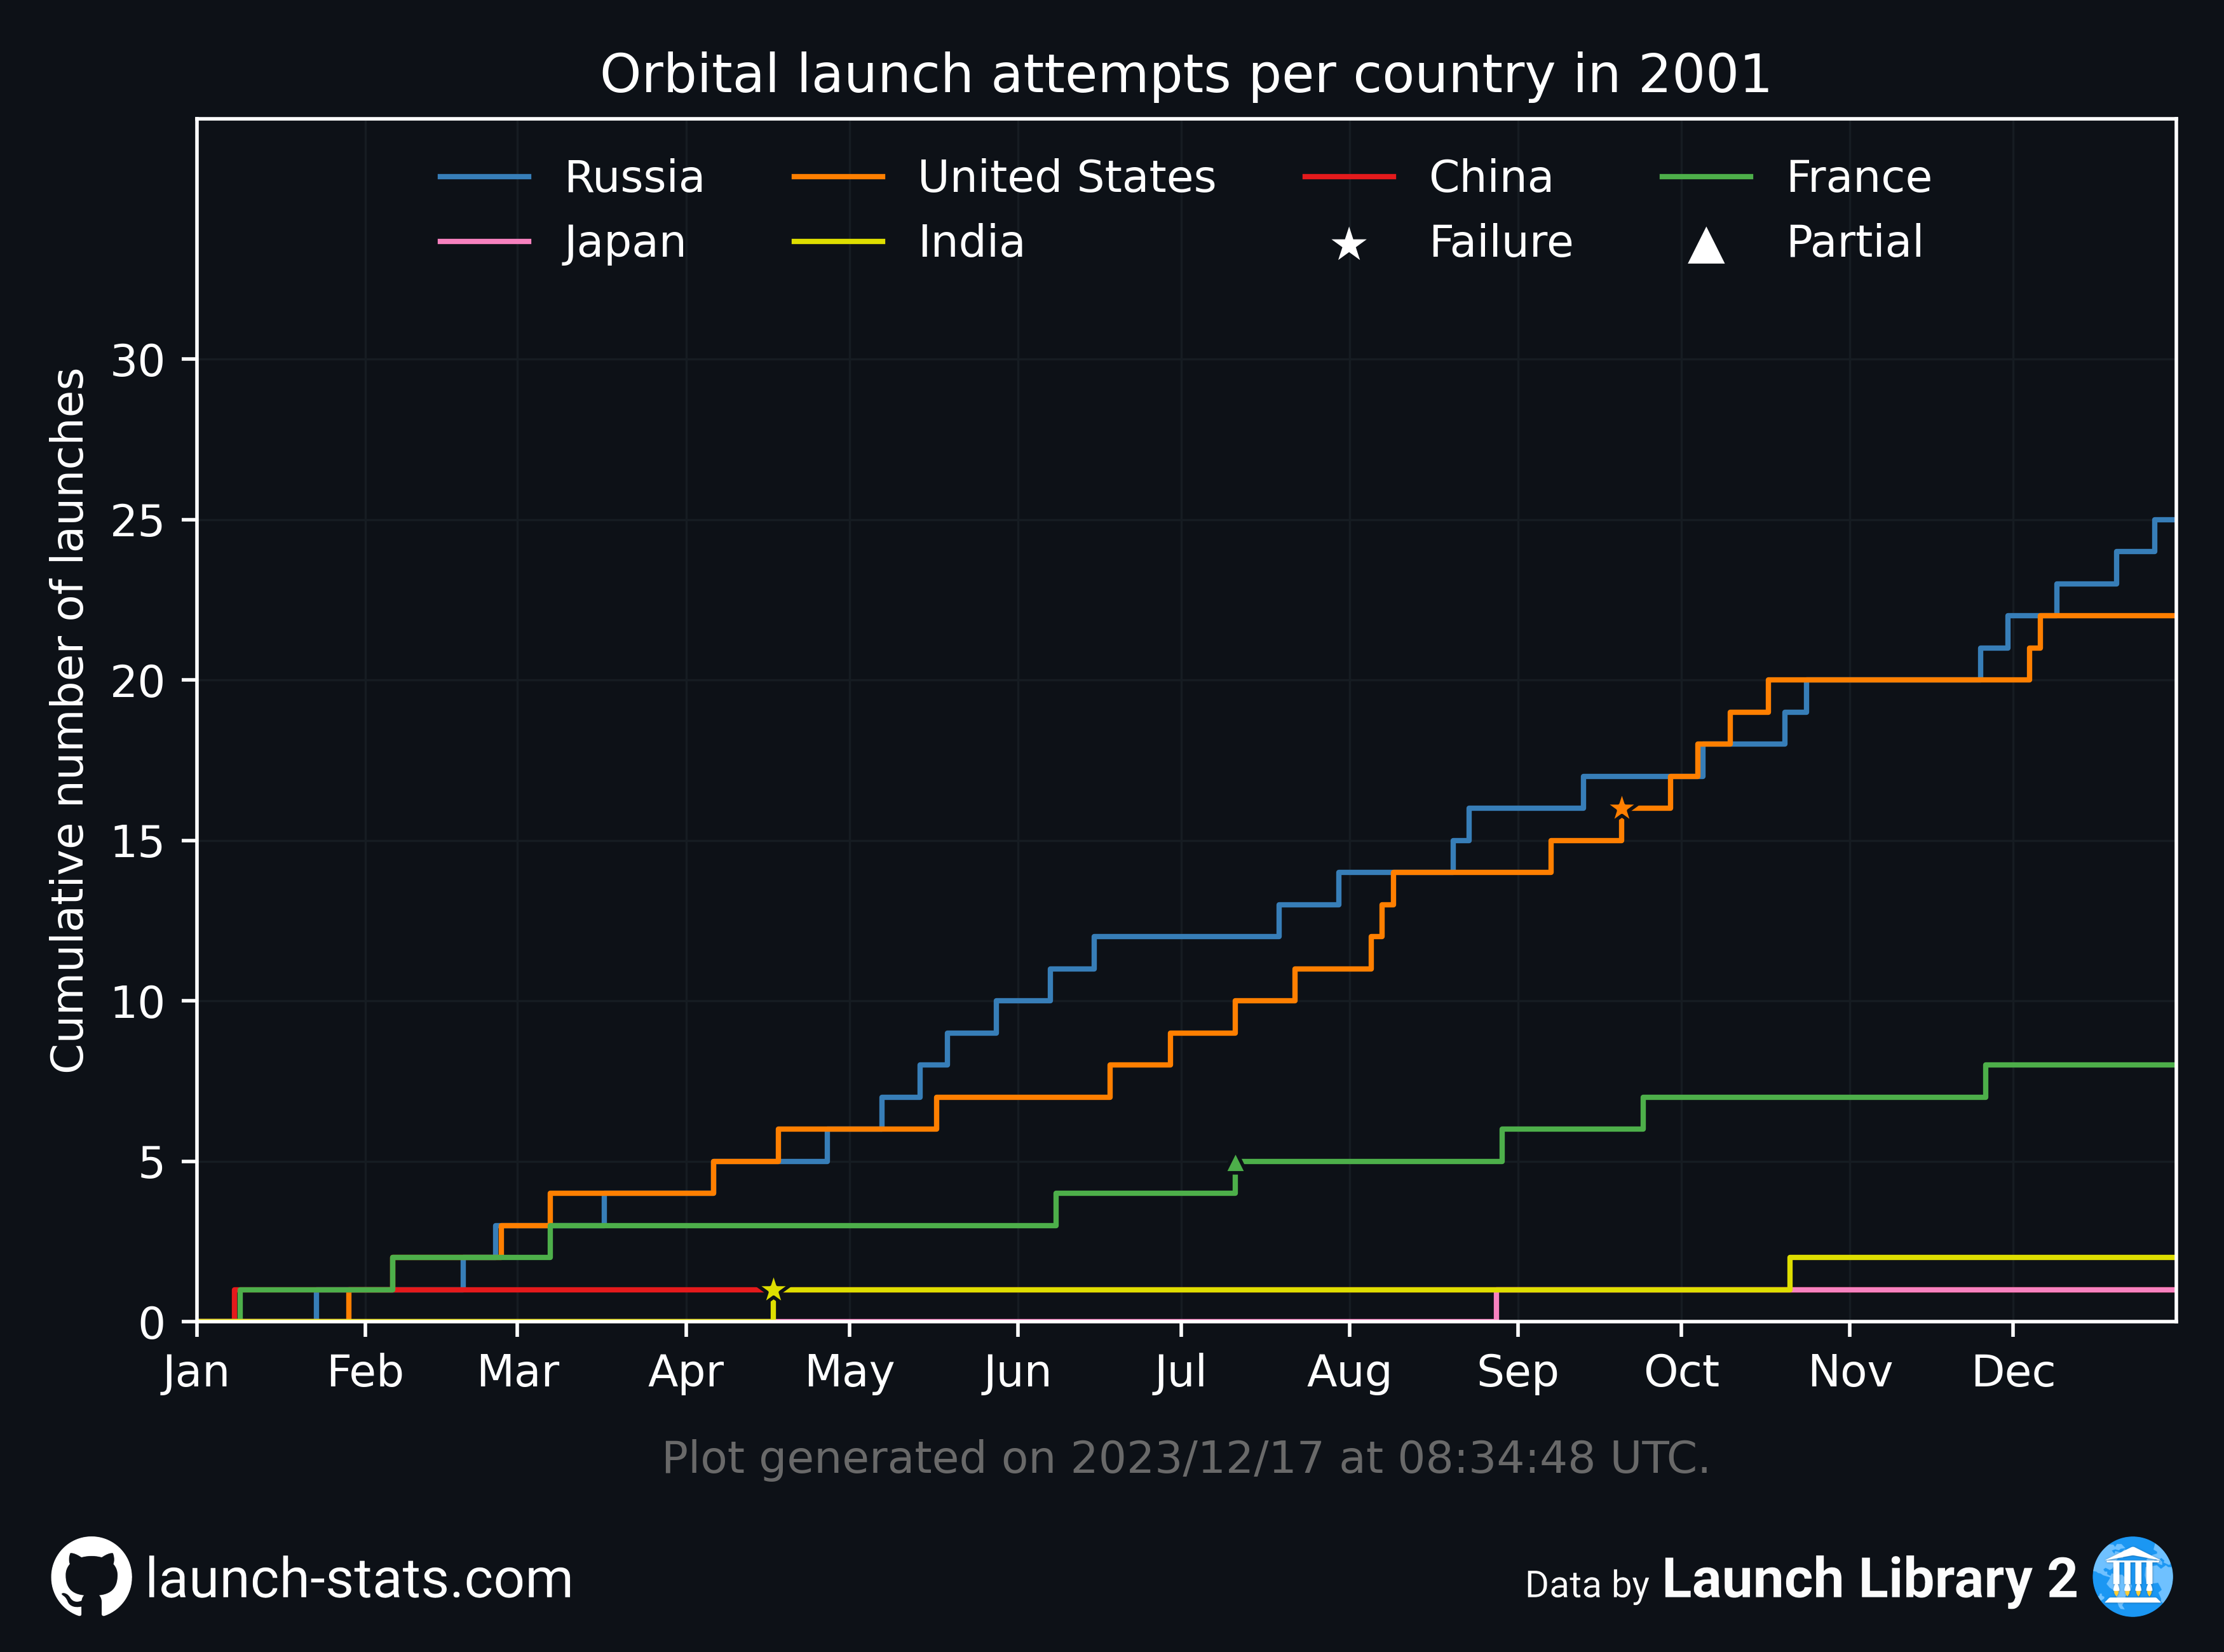 Orbital launch attempts per country in 2001
Russia United States China France
Japan India Failure Partial
Cumulative number of launches
30
25
20
15
10
5
0
Jan Feb Mar Apr May Jun Jul Aug Sep Oct Nov Dec
Plot generated on 2023/12/17 at 08:34:48 UTC.
launch-stats.com
Data by Launch Library 2